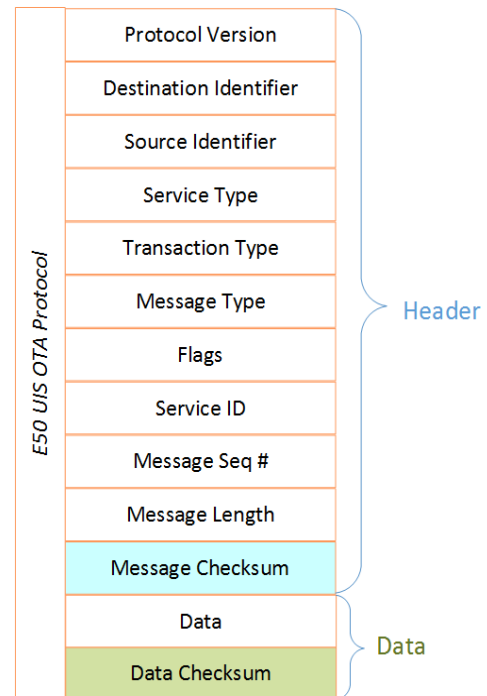 E50 UIS OTA Protocol
Protocol Version
Destination Identifier
Source Identifier
Service Type
Transaction Type
Message Type
Flags
Service ID
Message Seq #
Message Length
Message Checksum
Header
Data
Data Checksum
Data